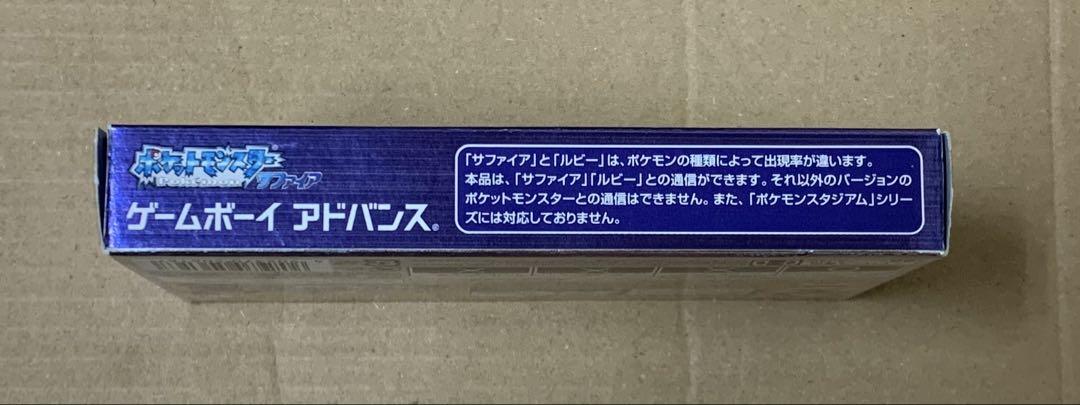 ポケットモンスター
サファイア
ゲームボーイ アドバンス®
「サファイア」と「ルビー」は、ポケモンの種類によって出現率が違います。
本品は、「サファイア」「ルビー」との通信ができます。それ以外のバージョンの
ポケットモンスターとの通信はできません。また、「ポケモンスタジアム」シリー
ズには対応しておりません。